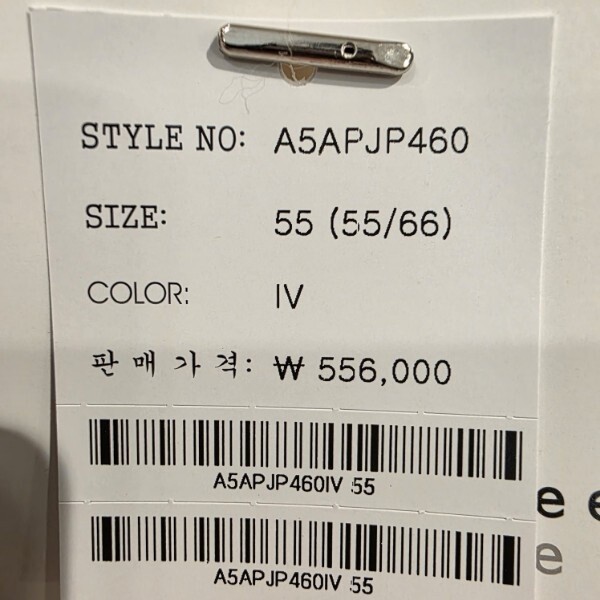 STYLE NO: A5APJP460
SIZE: 55 (55/66)
COLOR: IV
판 매 가 격: ₩ 556,000
A5APJP460IV 55
A5APJP460IV 55